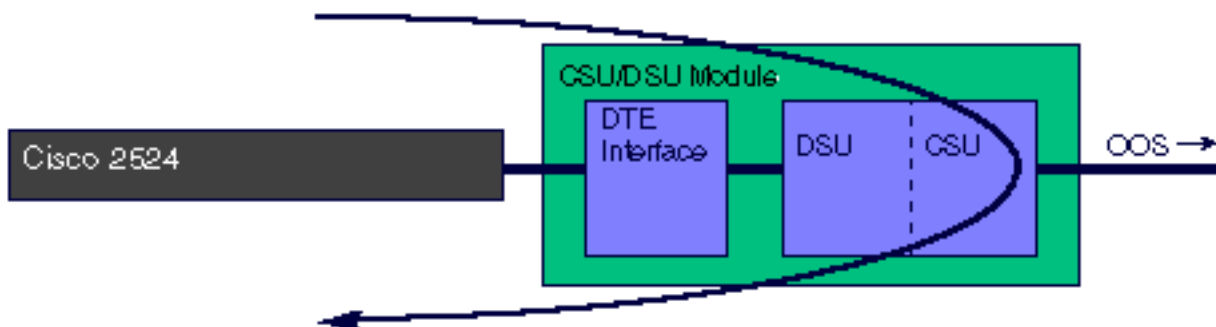 CSU/DSU Module
Cisco 2524
DTE
Interface
DSU
CSU
OOS →